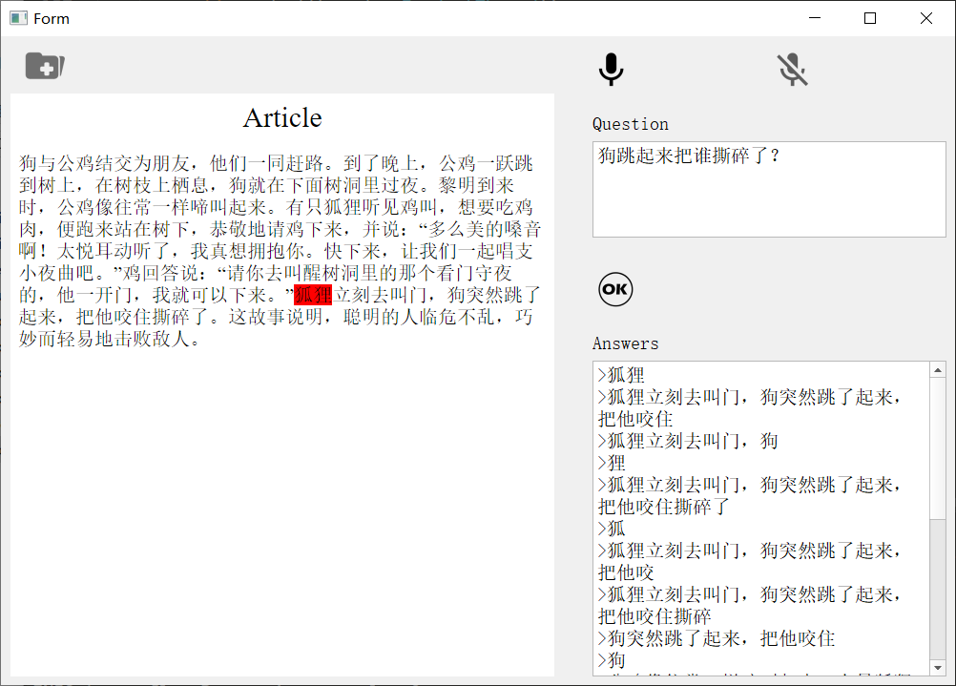 Form
Article
狗与公鸡结交为朋友，他们一同赶路。到了晚上，公鸡一跃跳
到树上，在树枝上栖息，狗就在下面树洞里过夜。黎明到来
时，公鸡像往常一样啼叫起来。有只狐狸听见鸡叫，想要吃鸡
肉，便跑来站在树下，恭敬地请鸡下来，并说：“多么美的嗓音
啊！太悦耳动听了，我真想拥抱你。快下来，让我们一起唱支
小夜曲吧。”鸡回答说：“请你去叫醒树洞里的那个看门守夜
的，他一开门，我就可以下来。”狐狸立刻去叫门，狗突然跳了
起来，把他咬住撕碎了。这故事说明，聪明的人临危不乱，巧
妙而轻易地击败敌人。
Question
狗跳起来把谁撕碎了？
OK
Answers
>狐狸
>狐狸立刻去叫门，狗突然跳了起来，
把他咬住
>狐狸立刻去叫门，狗
>狸
>狐狸立刻去叫门，狗突然跳了起来，
把他咬住撕碎了
>狐
>狐狸立刻去叫门，狗突然跳了起来，
把他咬
>狐狸立刻去叫门，狗突然跳了起来，
把他咬住撕碎
>狗突然跳了起来，把他咬住
>狗